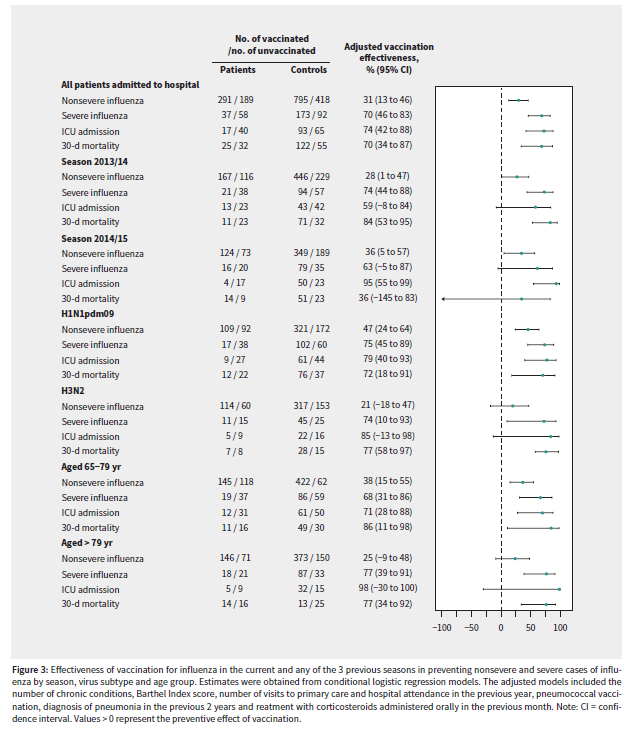 No. of vaccinated
/no. of unvaccinated
Adjusted vaccination
effectiveness,
% (95% CI)
Patients Controls
All patients admitted to hospital
Nonsevere influenza 291 / 189 795 / 418 31 (13 to 46)
Severe influenza 37 / 58 173 / 92 70 (46 to 83)
ICU admission 17 / 40 93 / 65 74 (42 to 88)
30-d mortality 25 / 32 122 / 55 70 (34 to 87)
Season 2013/14
Nonsevere influenza 167 / 116 446 / 229 28 (1 to 47)
Severe influenza 21 / 38 94 / 57 74 (44 to 88)
ICU admission 13 / 23 43 / 42 59 (−8 to 84)
30-d mortality 11 / 23 71 / 32 84 (53 to 95)
Season 2014/15
Nonsevere influenza 124 / 73 349 / 189 36 (5 to 57)
Severe influenza 16 / 20 79 / 35 63 (−5 to 87)
ICU admission 4 / 17 50 / 23 95 (55 to 99)
30-d mortality 14 / 9 51 / 23 36 (−145 to 83)
H1N1pdm09
Nonsevere influenza 109 / 92 321 / 172 47 (24 to 64)
Severe influenza 17 / 38 102 / 60 75 (45 to 89)
ICU admission 9 / 27 61 / 44 79 (40 to 93)
30-d mortality 12 / 22 76 / 37 72 (18 to 91)
H3N2
Nonsevere influenza 114 / 60 317 / 153 21 (−18 to 47)
Severe influenza 11 / 15 45 / 25 74 (10 to 93)
ICU admission 5 / 9 22 / 16 85 (−13 to 98)
30-d mortality 7 / 8 28 / 15 77 (58 to 97)
Aged 65−79 yr
Nonsevere influenza 145 / 118 422 / 62 38 (15 to 55)
Severe influenza 19 / 37 86 / 59 68 (31 to 86)
ICU admission 12 / 31 61 / 50 71 (28 to 88)
30-d mortality 11 / 16 49 / 30 86 (11 to 98)
Aged > 79 yr
Nonsevere influenza 146 / 71 373 / 150 25 (−9 to 48)
Severe influenza 18 / 21 87 / 33 77 (39 to 91)
ICU admission 5 / 9 32 / 15 98 (−30 to 100)
30-d mortality 14 / 16 13 / 25 77 (34 to 92)
−100 −50 0 50 100
Figure 3: Effectiveness of vaccination for influenza in the current and any of the 3 previous seasons in preventing nonsevere and severe cases of influ-
enza by season, virus subtype and age group. Estimates were obtained from conditional logistic regression models. The adjusted models included the
number of chronic conditions, Barthel Index score, number of visits to primary care and hospital attendance in the previous year, pneumococcal vacci-
nation, diagnosis of pneumonia in the previous 2 years and reatment with corticosteroids administered orally in the previous month. Note: CI = confi-
dence interval. Values > 0 represent the preventive effect of vaccination.